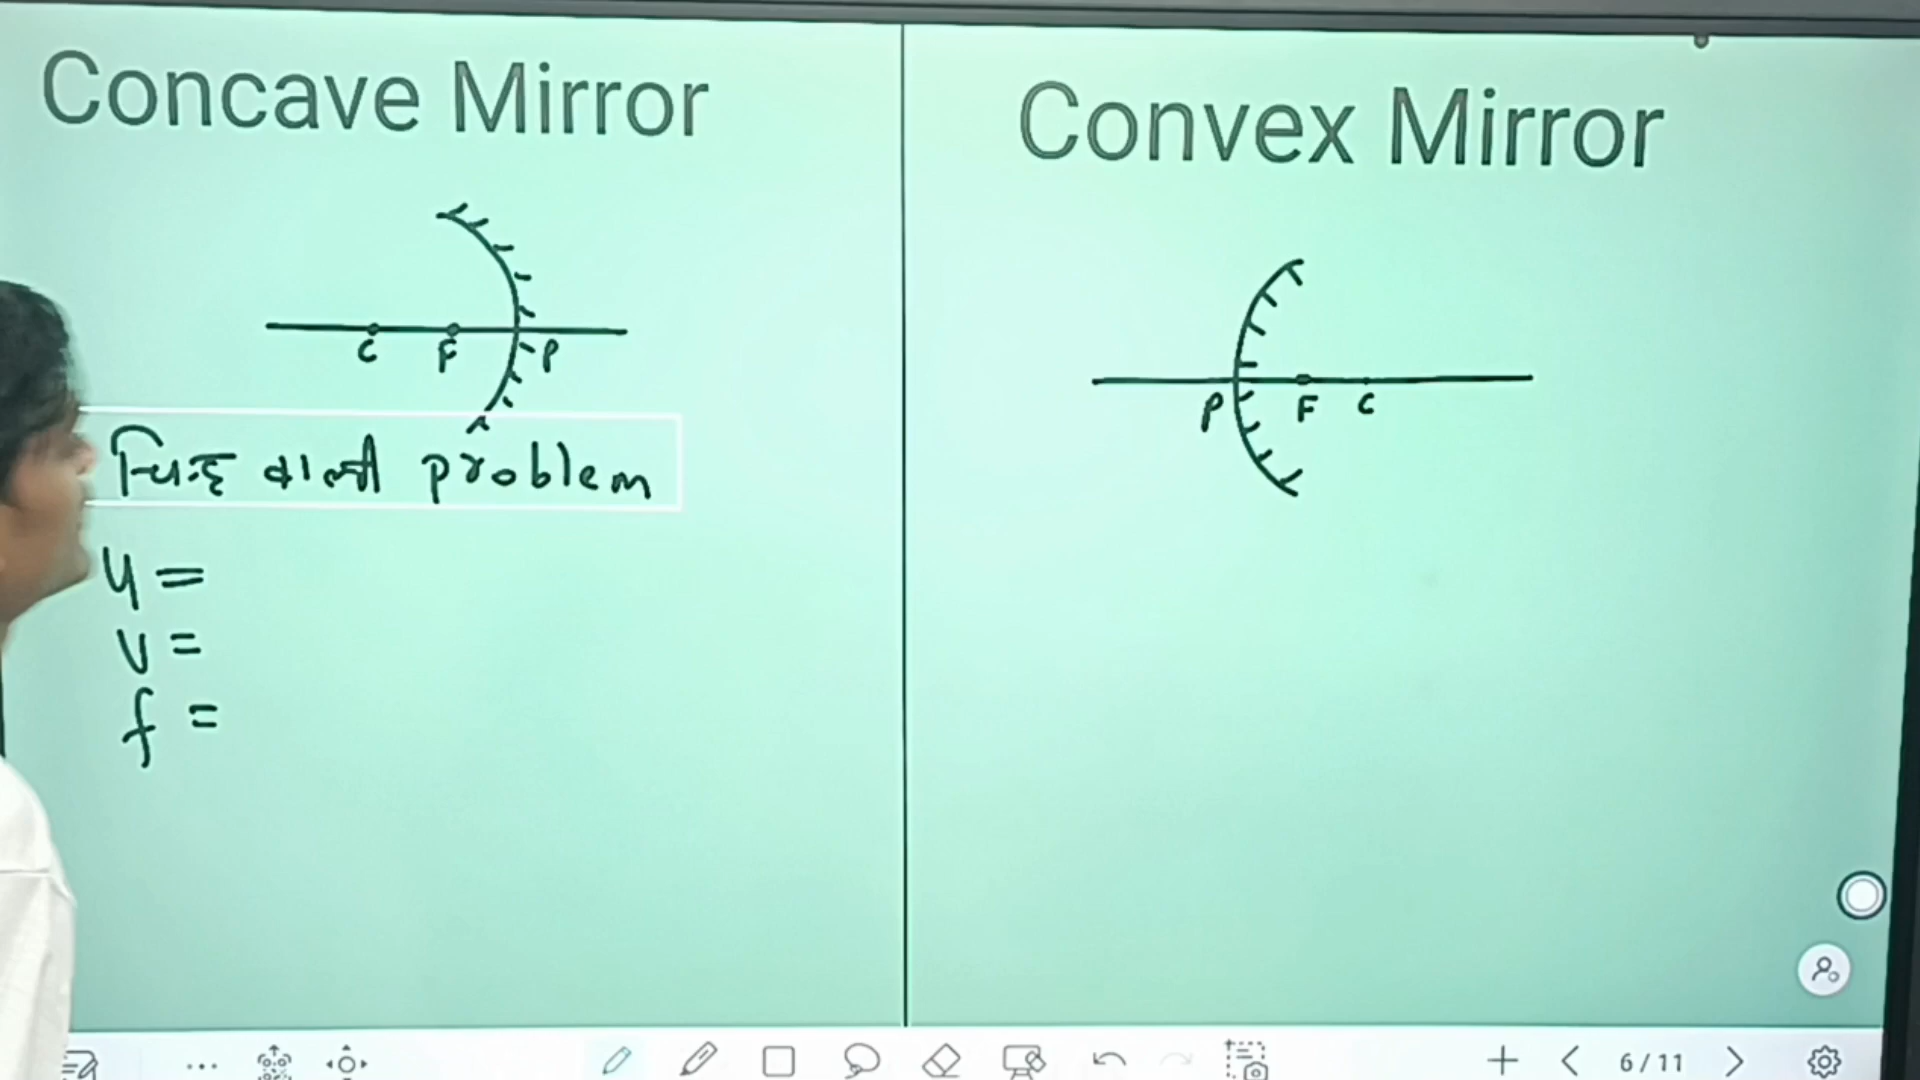 Concave Mirror
C F P
चिन्ह वाली problem
u =
v =
f =
Convex Mirror
P F C
6/11